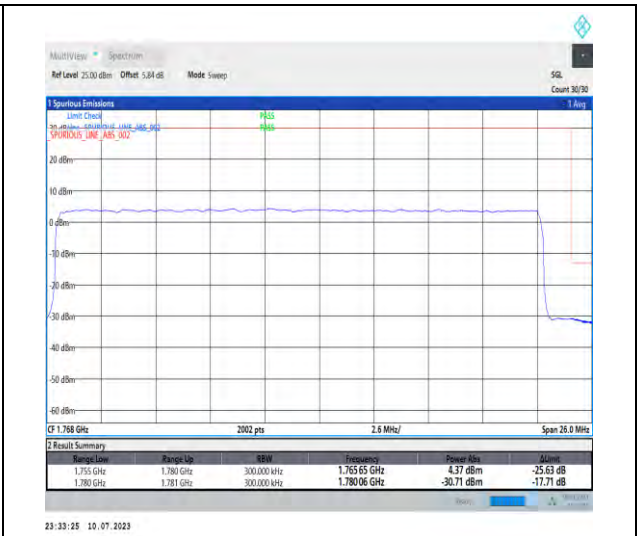 MultiView Spectrum
Ref Level 25.00 dBm Offset 5.84 dB Mode Sweep SGL
Count 30/30
1 Spurious Emissions 1 Avg
Limit Check PASS
Line SPURIOUS_LINE_ABS_002 PASS
SPURIOUS_LINE_ABS_002
20 dBm
10 dBm
0 dBm
-10 dBm
-20 dBm
-30 dBm
-40 dBm
-50 dBm
-60 dBm
CF 1.768 GHz 2002 pts 2.6 MHz/ Span 26.0 MHz
2 Result Summary
Range Low Range Up RBW Frequency Power Abs ΔLimit
1.755 GHz 1.780 GHz 300.000 kHz 1.765 65 GHz 4.37 dBm -25.63 dB
1.780 GHz 1.781 GHz 300.000 kHz 1.780 06 GHz -30.71 dBm -17.71 dB
23:33:25 10.07.2023